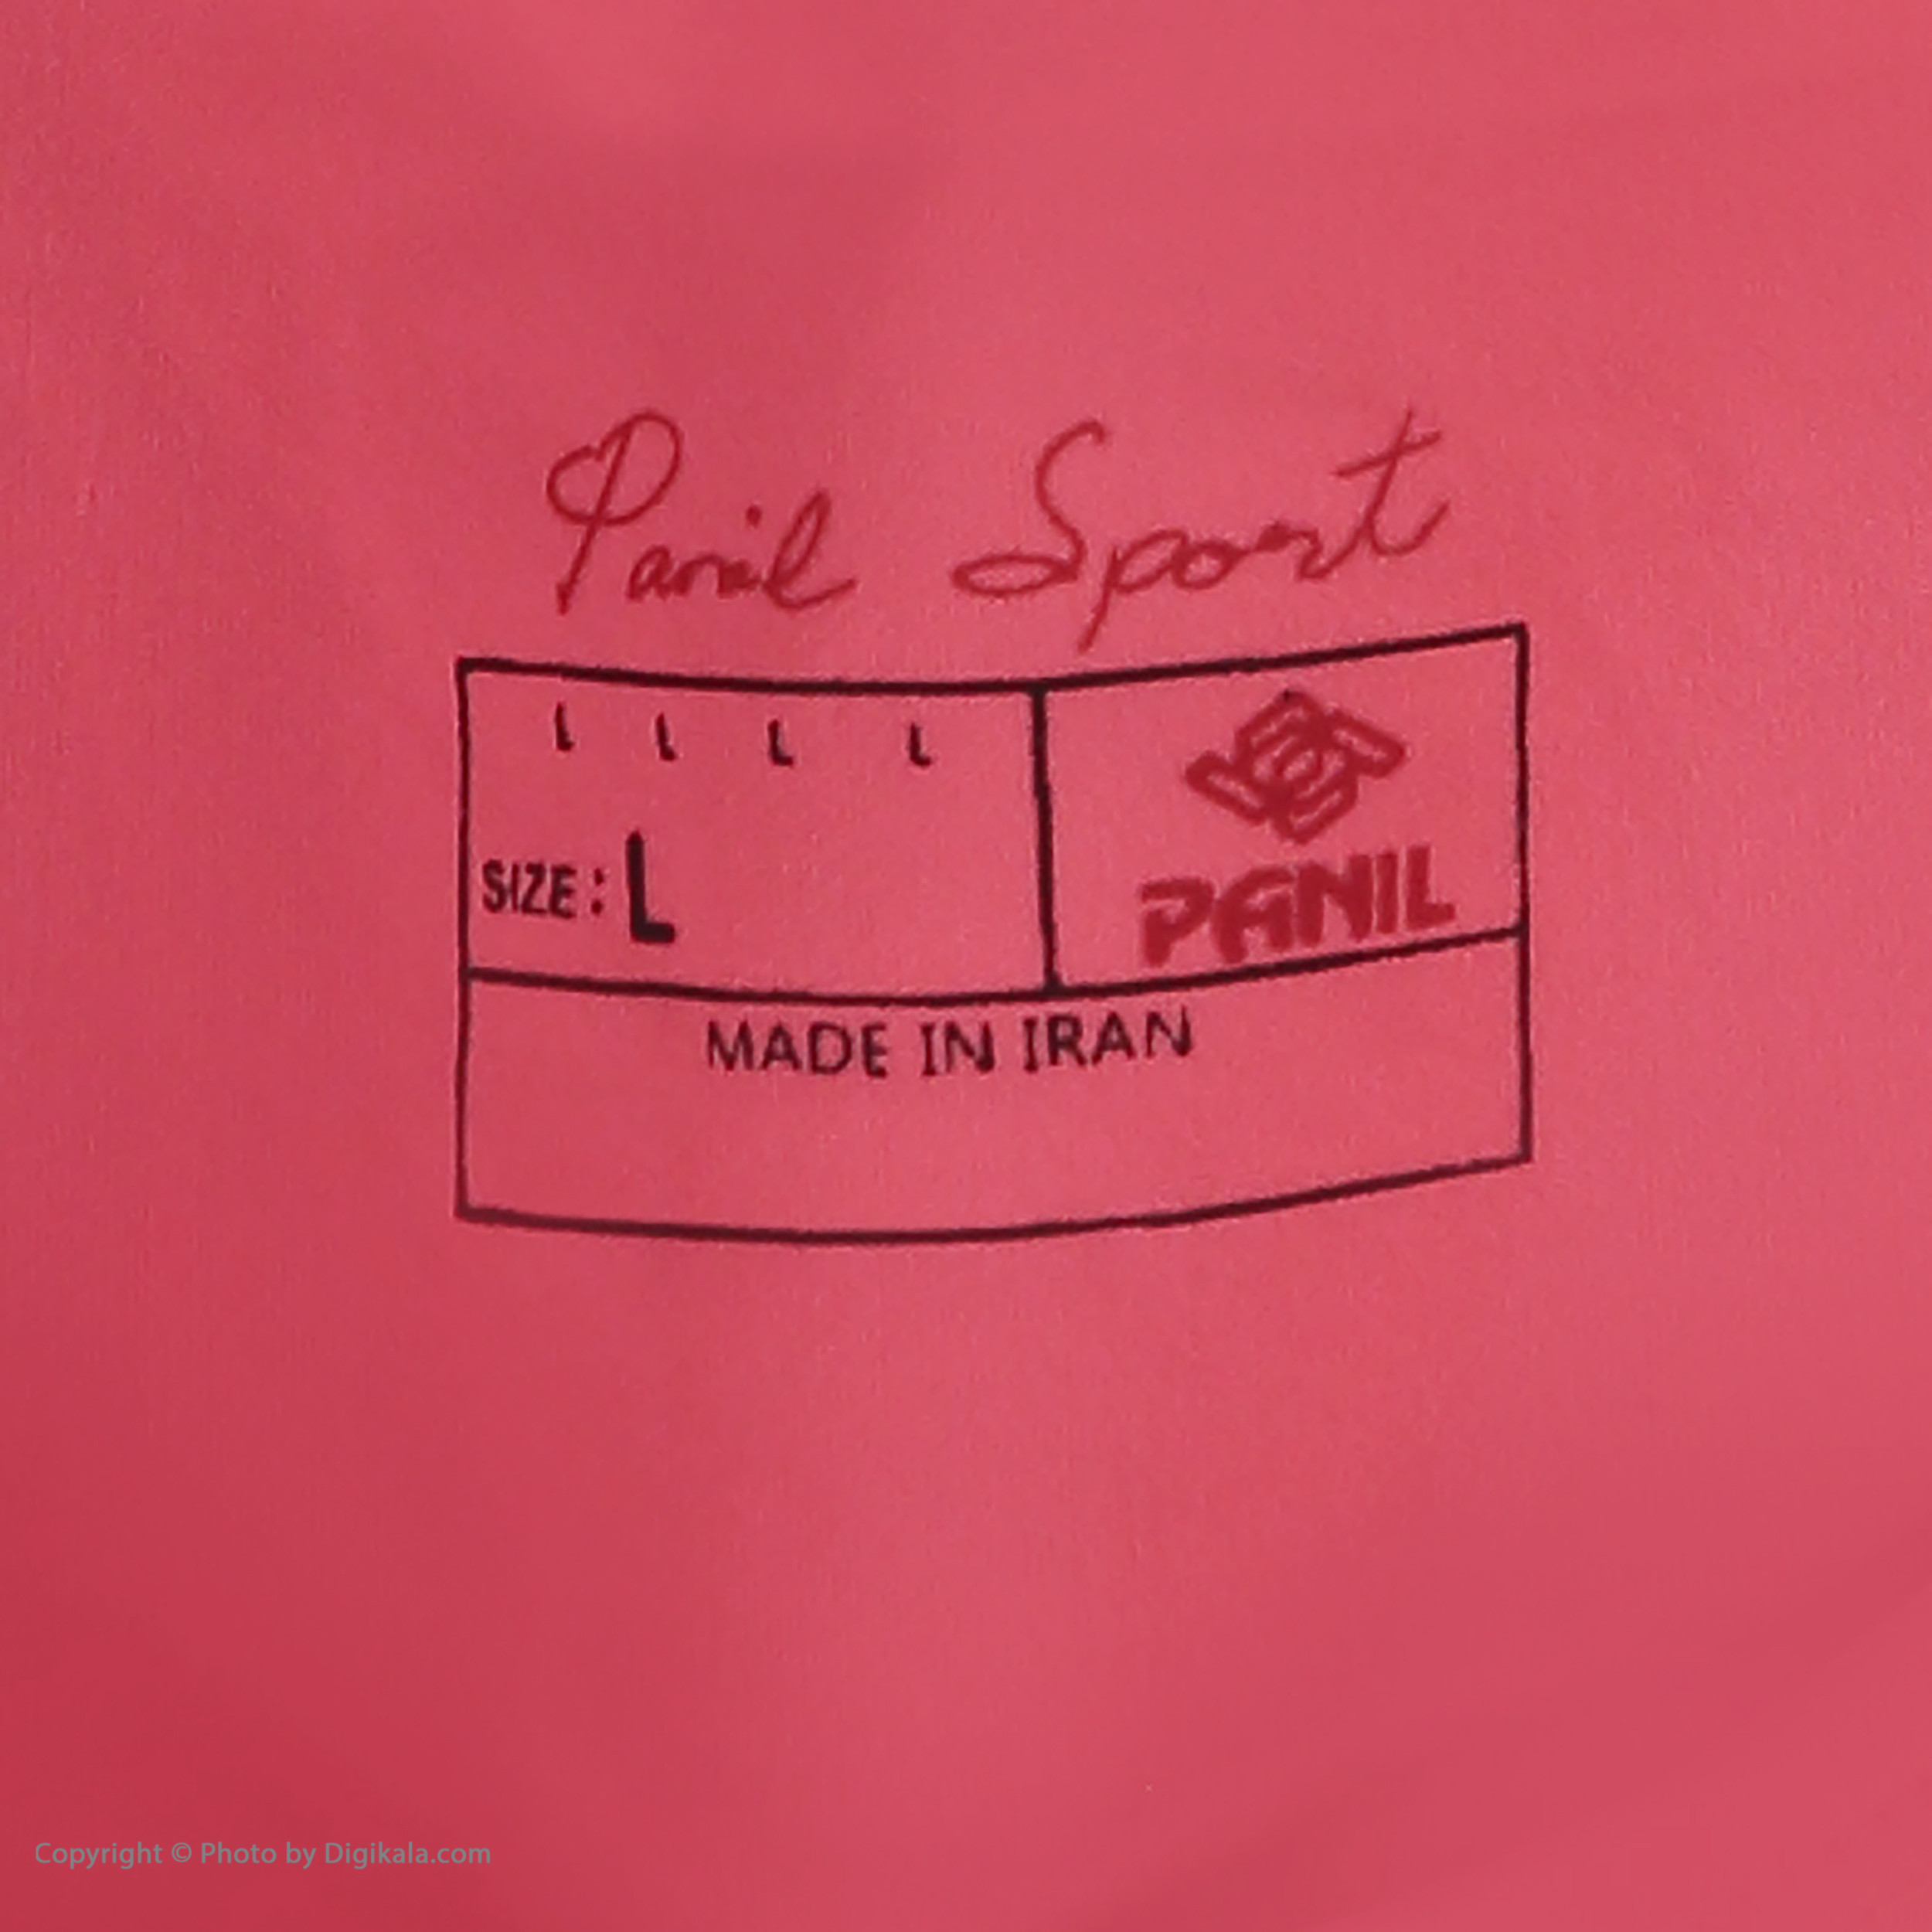 Panil Sport
L L L L
SIZE: L
PANIL
MADE IN IRAN
Copyright © Photo by Digikala.com